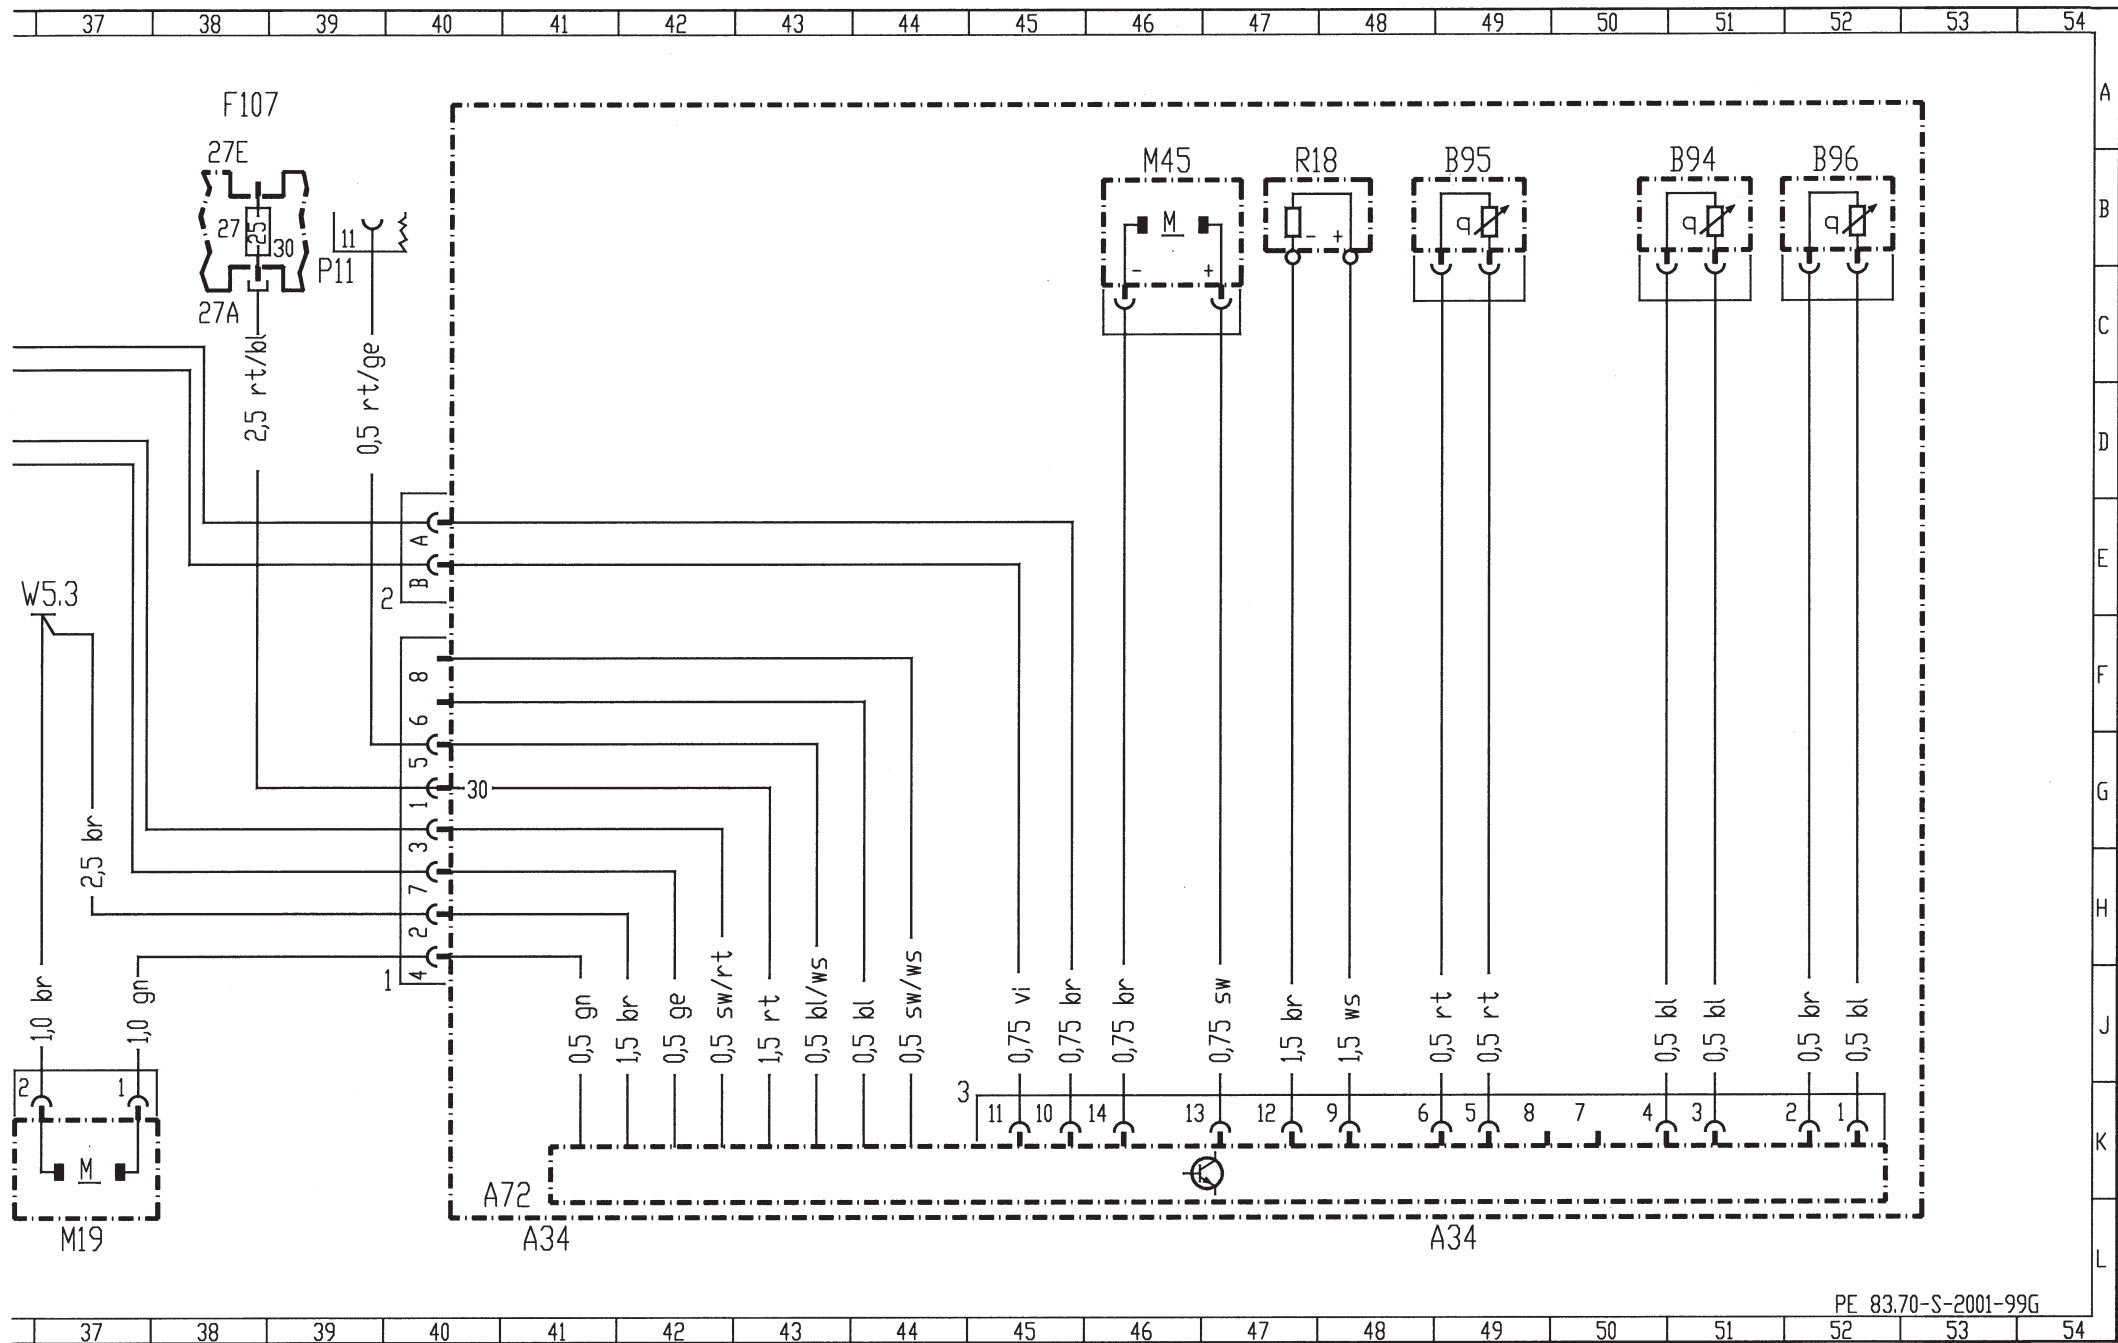 37 38 39 40 41 42 43 44 45 46 47 48 49 50 51 52 53 54
A
F107
27E
M45 R18 B95 B94 B96
27 25 30
11
P11
M
- +
- +
q
q
q
B
27A
C
2,5 rt/bl
0,5 rt/ge
D
A
B
2
E
W5.3
8
6
5
1
30
3
7
2
4
1
F
G
2,5 br
H
1,0 br
1,0 gn
0,5 gn
1,5 br
0,5 ge
0,5 sw/rt
1,5 rt
0,5 bl/ws
0,5 bl
0,5 sw/ws
0,75 vi
0,75 br
0,75 br
0,75 sw
1,5 br
1,5 ws
0,5 rt
0,5 rt
0,5 bl
0,5 bl
0,5 br
0,5 bl
J
2 1
3
11 10 14 13 12 9 6 5 8 7 4 3 2 1
K
M
A72
M19
A34
A34
L
PE 83.70-S-2001-99G
37 38 39 40 41 42 43 44 45 46 47 48 49 50 51 52 53 54